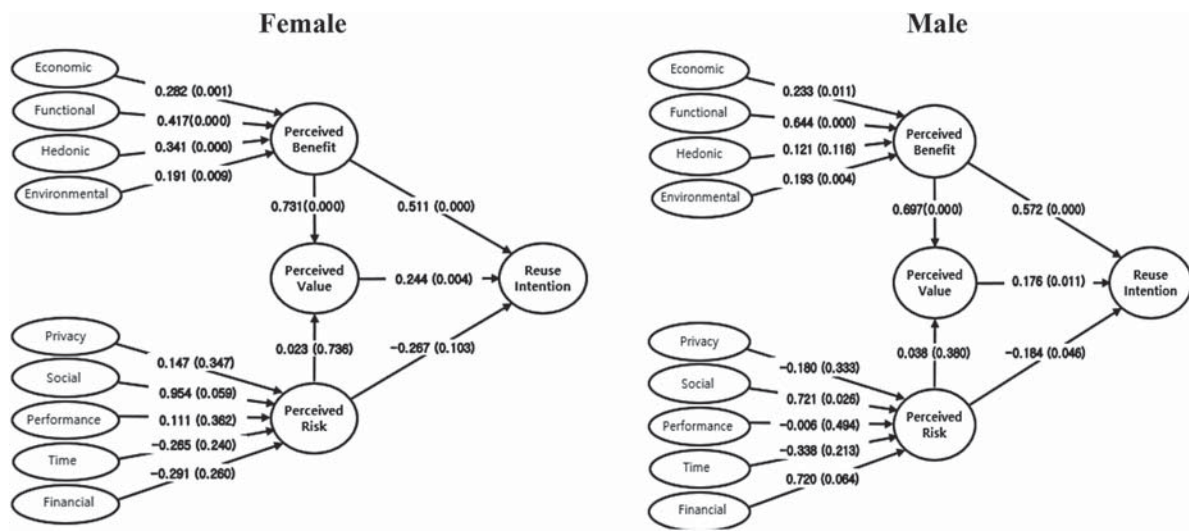 Female
Economic
0.282 (0.001)
Functional
0.417(0.000)
Hedonic
0.341 (0.000)
Environmental
0.191 (0.009)
Perceived
Benefit
0.731(0.000)
0.511 (0.000)
Perceived
Value
0.244 (0.004)
Reuse
Intention
Privacy
0.147 (0.347)
0.023 (0.736)
-0.267 (0.103)
Social
0.954 (0.059)
Performance
0.111 (0.362)
Perceived
Risk
Time
-0.265 (0.240)
-0.291 (0.260)
Financial
Male
Economic
0.233 (0.011)
Functional
0.644 (0.000)
Hedonic
0.121 (0.116)
Environmental
0.193 (0.004)
Perceived
Benefit
0.697(0.000)
0.572 (0.000)
Perceived
Value
0.176 (0.011)
Reuse
Intention
Privacy
-0.180 (0.333)
0.038 (0.380)
-0.184 (0.046)
Social
0.721 (0.026)
Performance
-0.006 (0.494)
Perceived
Risk
Time
-0.338 (0.213)
0.720 (0.064)
Financial